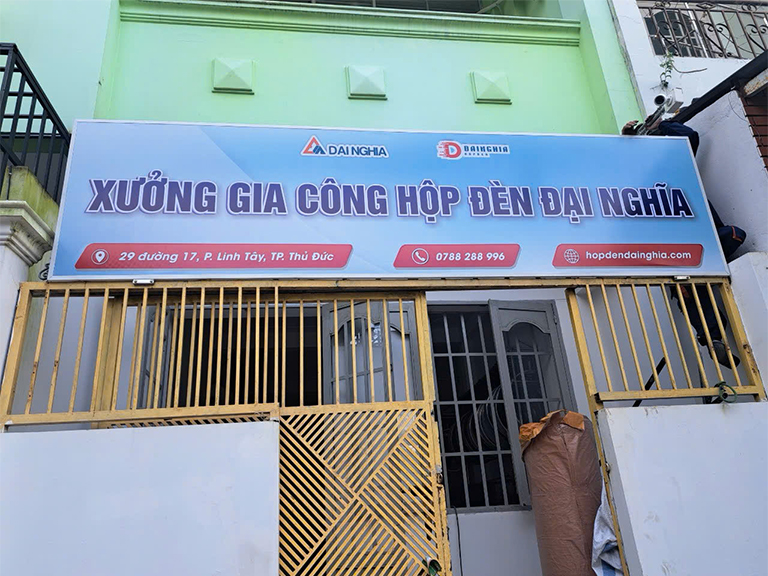 DAI NGHIA
DAINGHIA
XƯỞNG GIA CÔNG HỘP ĐÈN ĐẠI NGHĨA
29 đường 17, P. Linh Tây, TP. Thủ Đức
0788 288 996
hopdendainghia.com